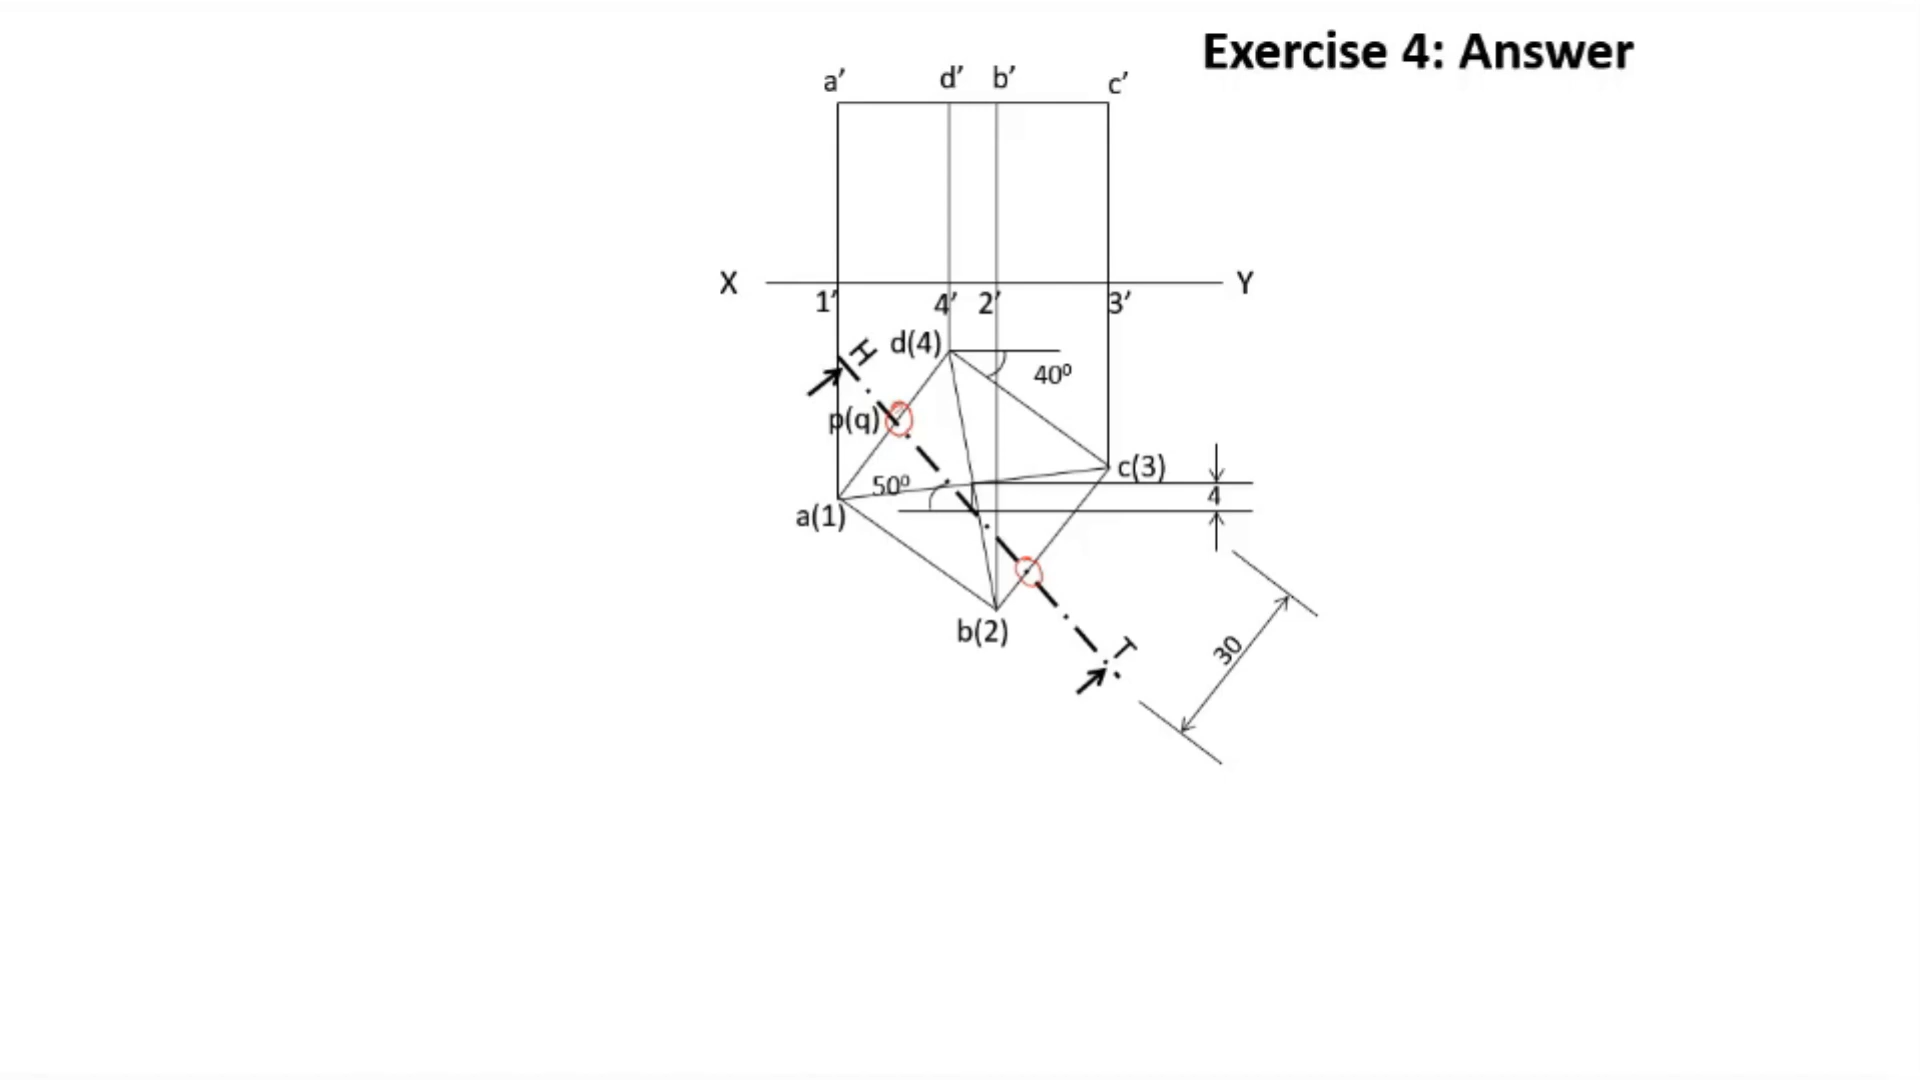 Exercise 4: Answer
a’ d’ b’ c’
X Y
1’ 4’ 2’ 3’
H
d(4)
40⁰
p(q)
c(3)
50⁰
4
a(1)
b(2)
T
30